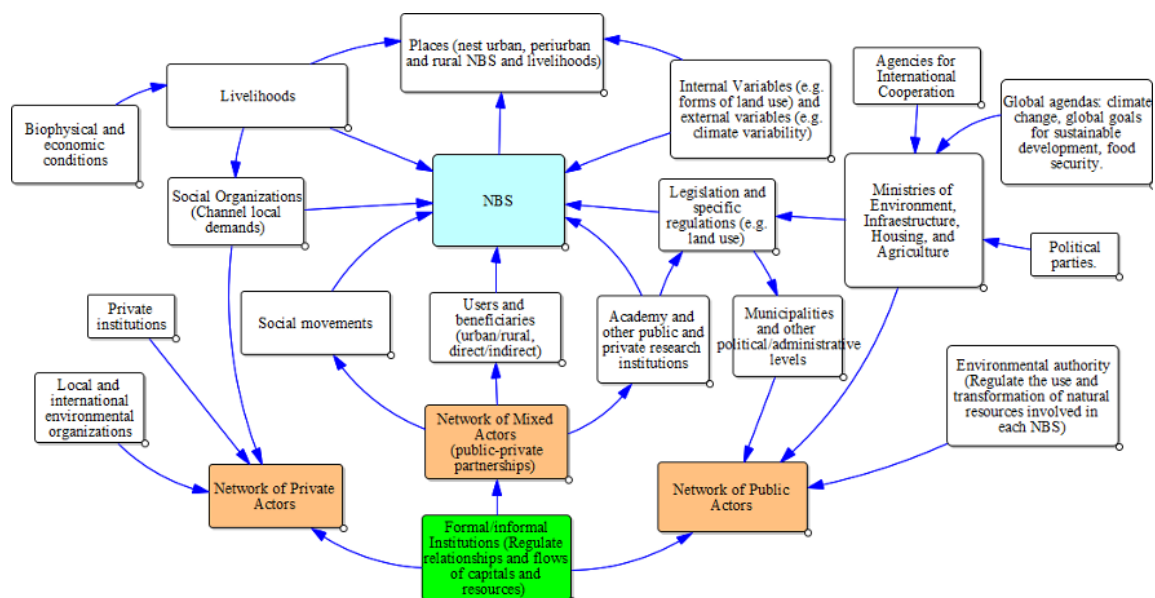 Places (nest urban, periurban
and rural NBS and livelihoods)
Agencies for
International
Cooperation
Livelihoods
Internal Variables (e.g.
forms of land use) and
external variables (e.g.
climate variability)
Global agendas: climate
change, global goals
for sustainable
development, food
security.
Biophysical and
economic
conditions
Social Organizations
(Channel local
demands)
NBS
Legislation and
specific
regulations (e.g.
land use)
Ministries of
Environment,
Infraestructure,
Housing, and
Agriculture
Political
parties.
Private
institutions
Social movements
Users and
beneficiaries
(urban/rural,
direct/indirect)
Academy and
other public and
private research
institutions
Municipalities and
other
political/administrative
levels
Environmental authority
(Regulate the use and
transformation of natural
resources involved in
each NBS)
Local and
international
environmental
organizations
Network of Mixed
Actors
(public-private
partnerships)
Network of Private
Actors
Network of Public
Actors
Formal/informal
Institutions (Regulate
relationships and flows
of capitals and
resources)